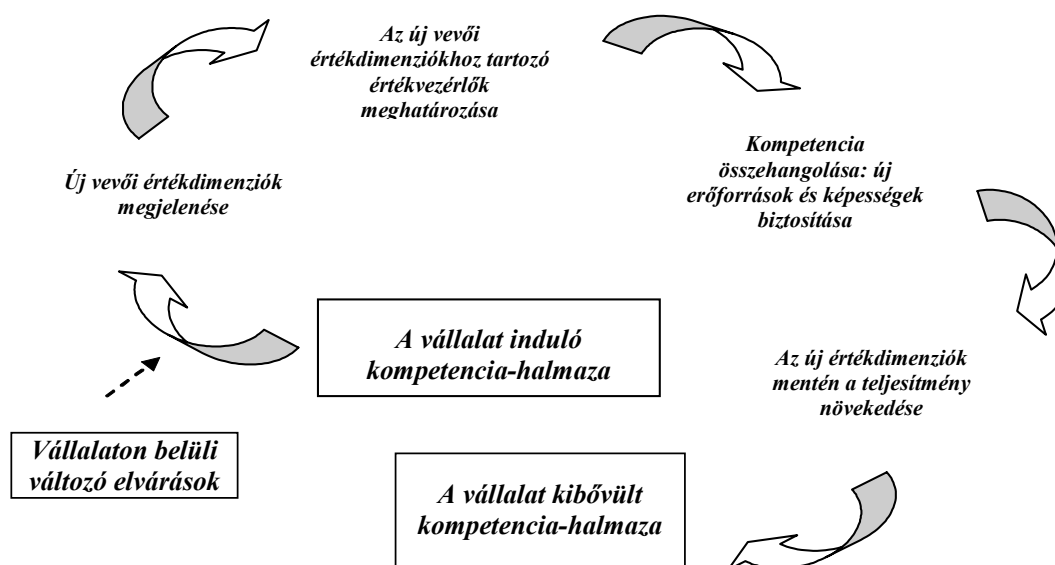 Az új vevői
értékdimenziókhoz tartozó
értékvezérlők
meghatározása
Kompetencia
összehangolása: új
erőforrások és képességek
biztosítása
Új vevői értékdimenziók
megjelenése
A vállalat induló
kompetencia-halmaza
Az új értékdimenziók
mentén a teljesítmény
növekedése
Vállalaton belüli
változó elvárások
A vállalat kibővült
kompetencia-halmaza